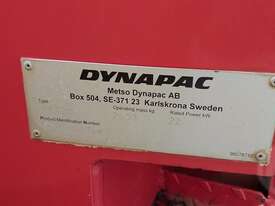 DYNAPAC
Metso Dynapac AB
Box 504, SE-371 23 Karlskrona Sweden
Type Operating mass kg Rated Power kW
Product Identification Number